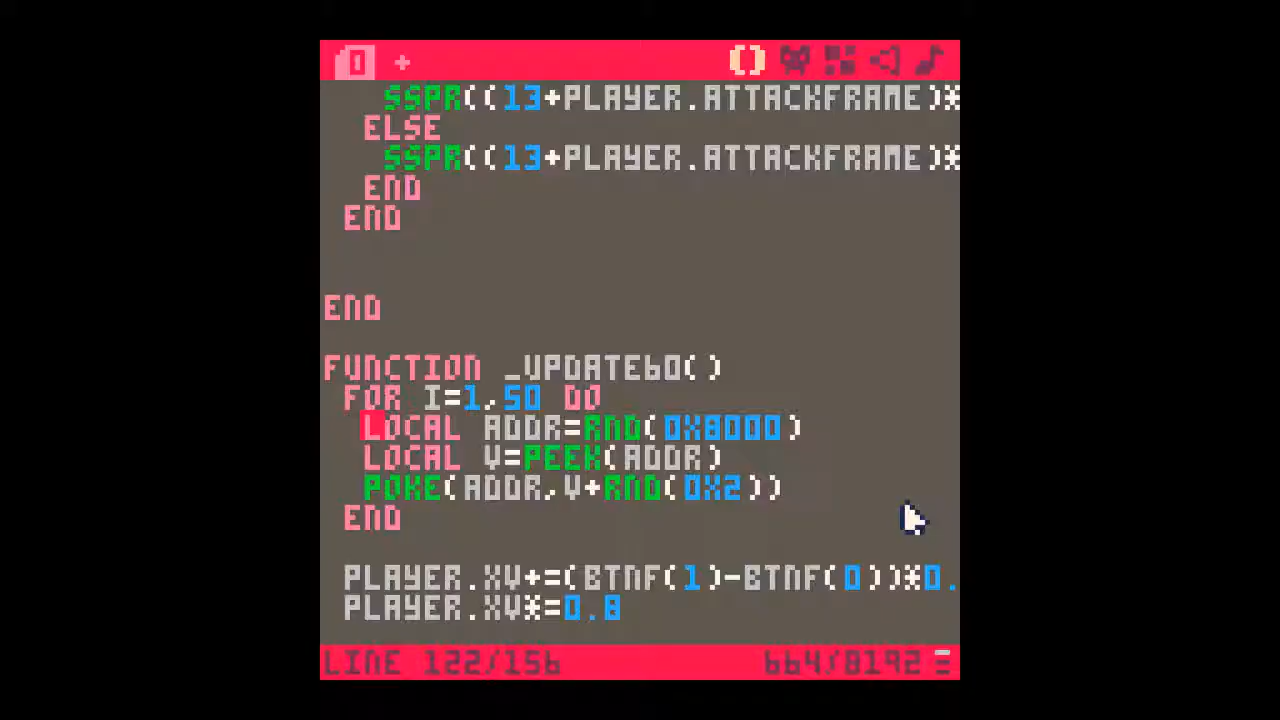 0 +
SSPR((13+PLAYER.ATTACKFRAME)*
ELSE
SSPR((13+PLAYER.ATTACKFRAME)*
END
END
END
FUNCTION _UPDATE60()
FOR I=1,50 DO
LOCAL ADDR=RND(0X8000)
LOCAL V=PEEK(ADDR)
POKE(ADDR,V+RND(0X2))
END
PLAYER.XV+=(BTNF(1)-BTNF(0))*0.
PLAYER.XV*=0.8
LINE 122/156 664/8192